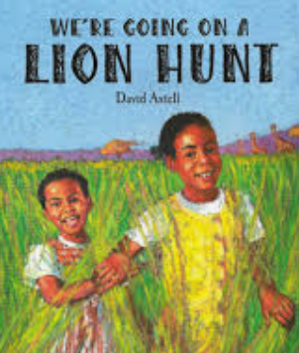 WE'RE GOING ON A
LION HUNT
David Axtell